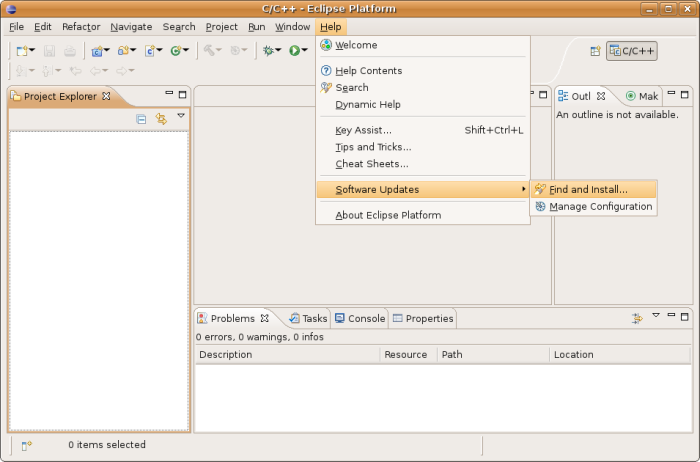 C/C++ - Eclipse Platform
File Edit Refactor Navigate Search Project Run Window Help
C/C++
Welcome
Help Contents
Search
Dynamic Help
Key Assist... Shift+Ctrl+L
Tips and Tricks...
Cheat Sheets...
Software Updates
About Eclipse Platform
Find and Install...
Manage Configuration
Project Explorer
Outl Mak
An outline is not available.
Problems Tasks Console Properties
0 errors, 0 warnings, 0 infos
Description Resource Path Location
0 items selected